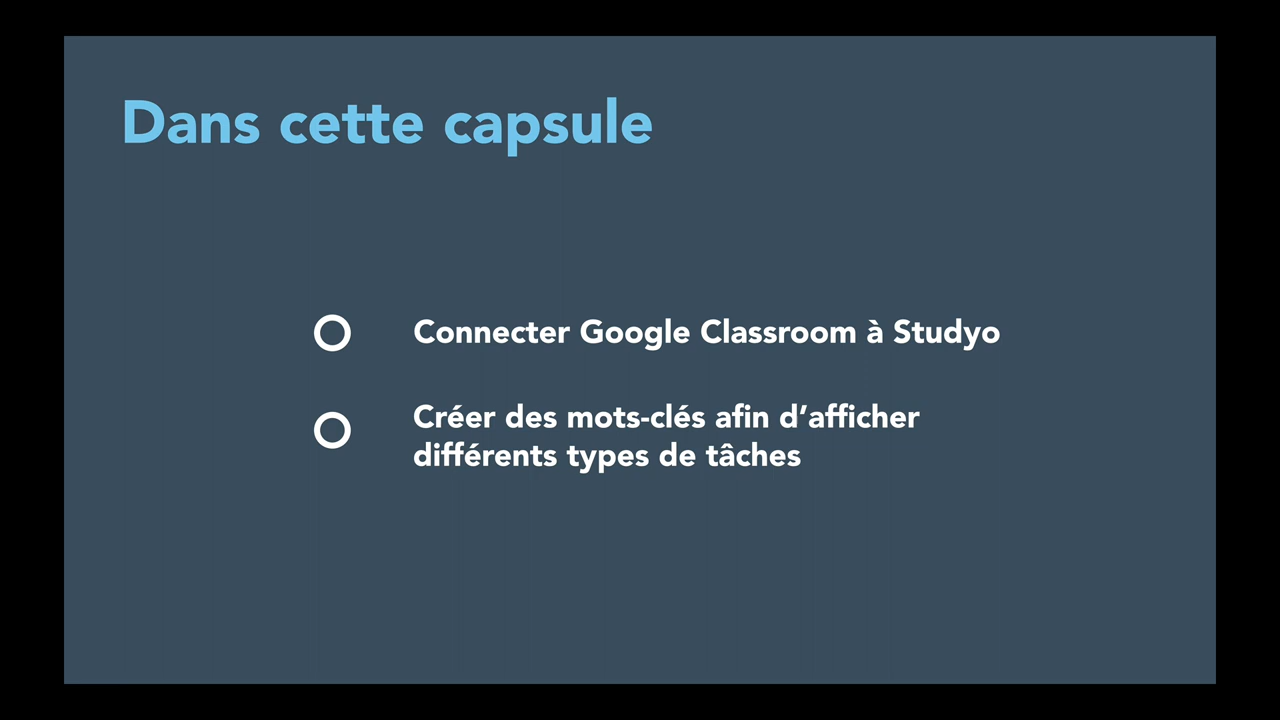 Dans cette capsule
Connecter Google Classroom à Studyo
Créer des mots-clés afin d’afficher
différents types de tâches